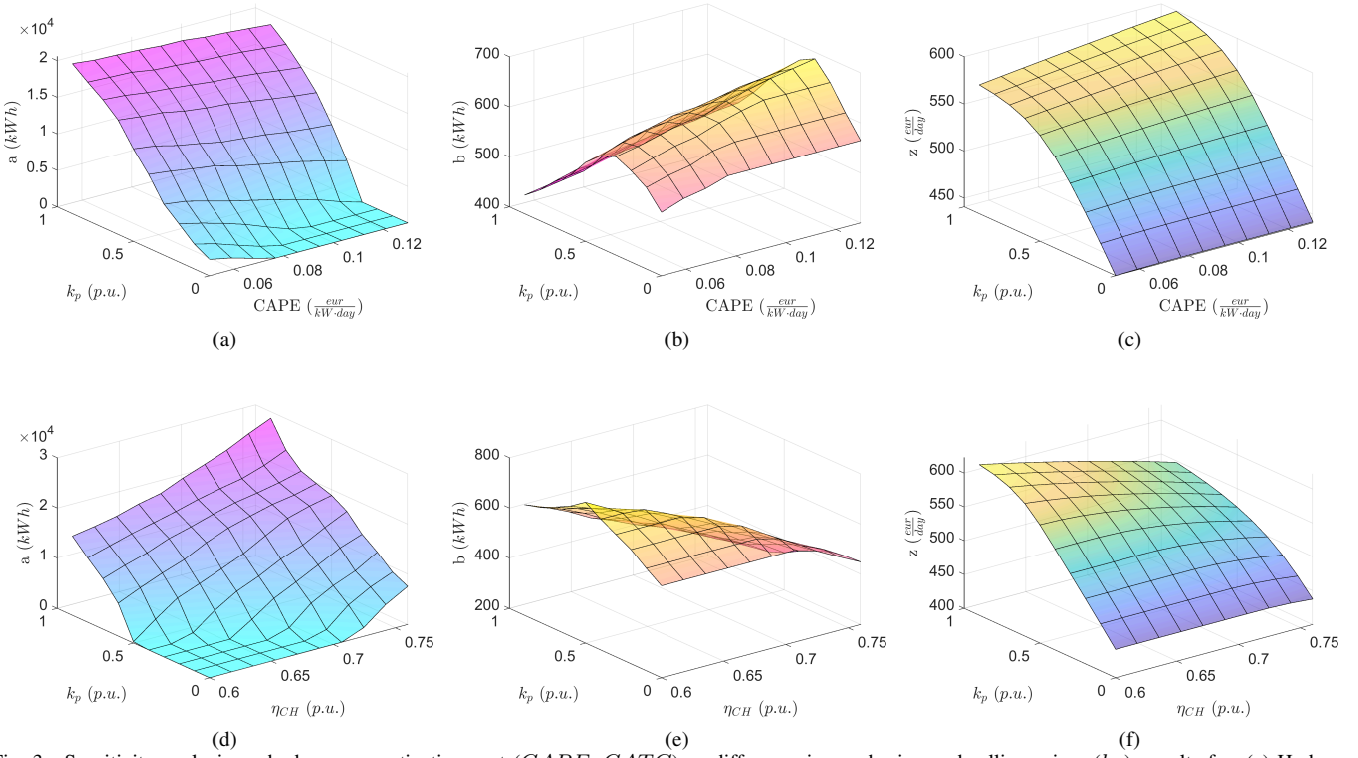 ×10⁴
2
1.5
1
0.5
0
a (kWh)
1
0.5
0
k_p (p.u.)
0.06
0.08
0.1
0.12
CAPE (eur/kW·day)
(a)
700
600
500
400
b (kWh)
1
0.5
0
k_p (p.u.)
0.06
0.08
0.1
0.12
CAPE (eur/kW·day)
(b)
600
550
500
450
z (eur/day)
1
0.5
0
k_p (p.u.)
0.06
0.08
0.1
0.12
CAPE (eur/kW·day)
(c)
×10⁴
3
2
1
0
a (kWh)
1
0.5
0
k_p (p.u.)
0.6
0.65
0.7
0.75
η_CH (p.u.)
(d)
800
600
400
200
b (kWh)
1
0.5
0
k_p (p.u.)
0.6
0.65
0.7
0.75
η_CH (p.u.)
(e)
600
550
500
450
400
z (eur/day)
1
0.5
0
k_p (p.u.)
0.6
0.65
0.7
0.75
η_CH (p.u.)
(f)